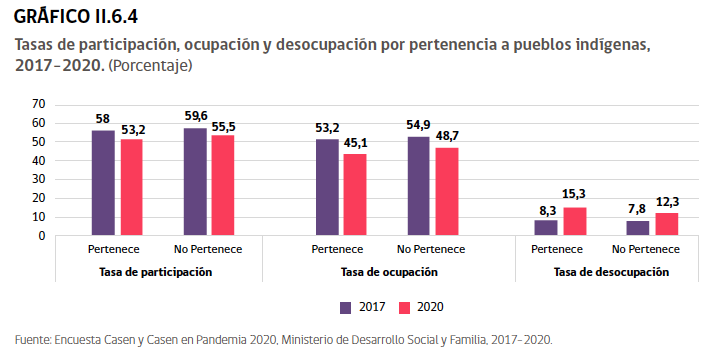 GRÁFICO II.6.4
Tasas de participación, ocupación y desocupación por pertenencia a pueblos indígenas,
2017–2020. (Porcentaje)
70
60
50
40
30
20
10
0
58
53,2
59,6
55,5
53,2
45,1
54,9
48,7
8,3
15,3
7,8
12,3
Pertenece
No Pertenece
Pertenece
No Pertenece
Pertenece
No Pertenece
Tasa de participación
Tasa de ocupación
Tasa de desocupación
2017
2020
Fuente: Encuesta Casen y Casen en Pandemia 2020, Ministerio de Desarrollo Social y Familia, 2017–2020.